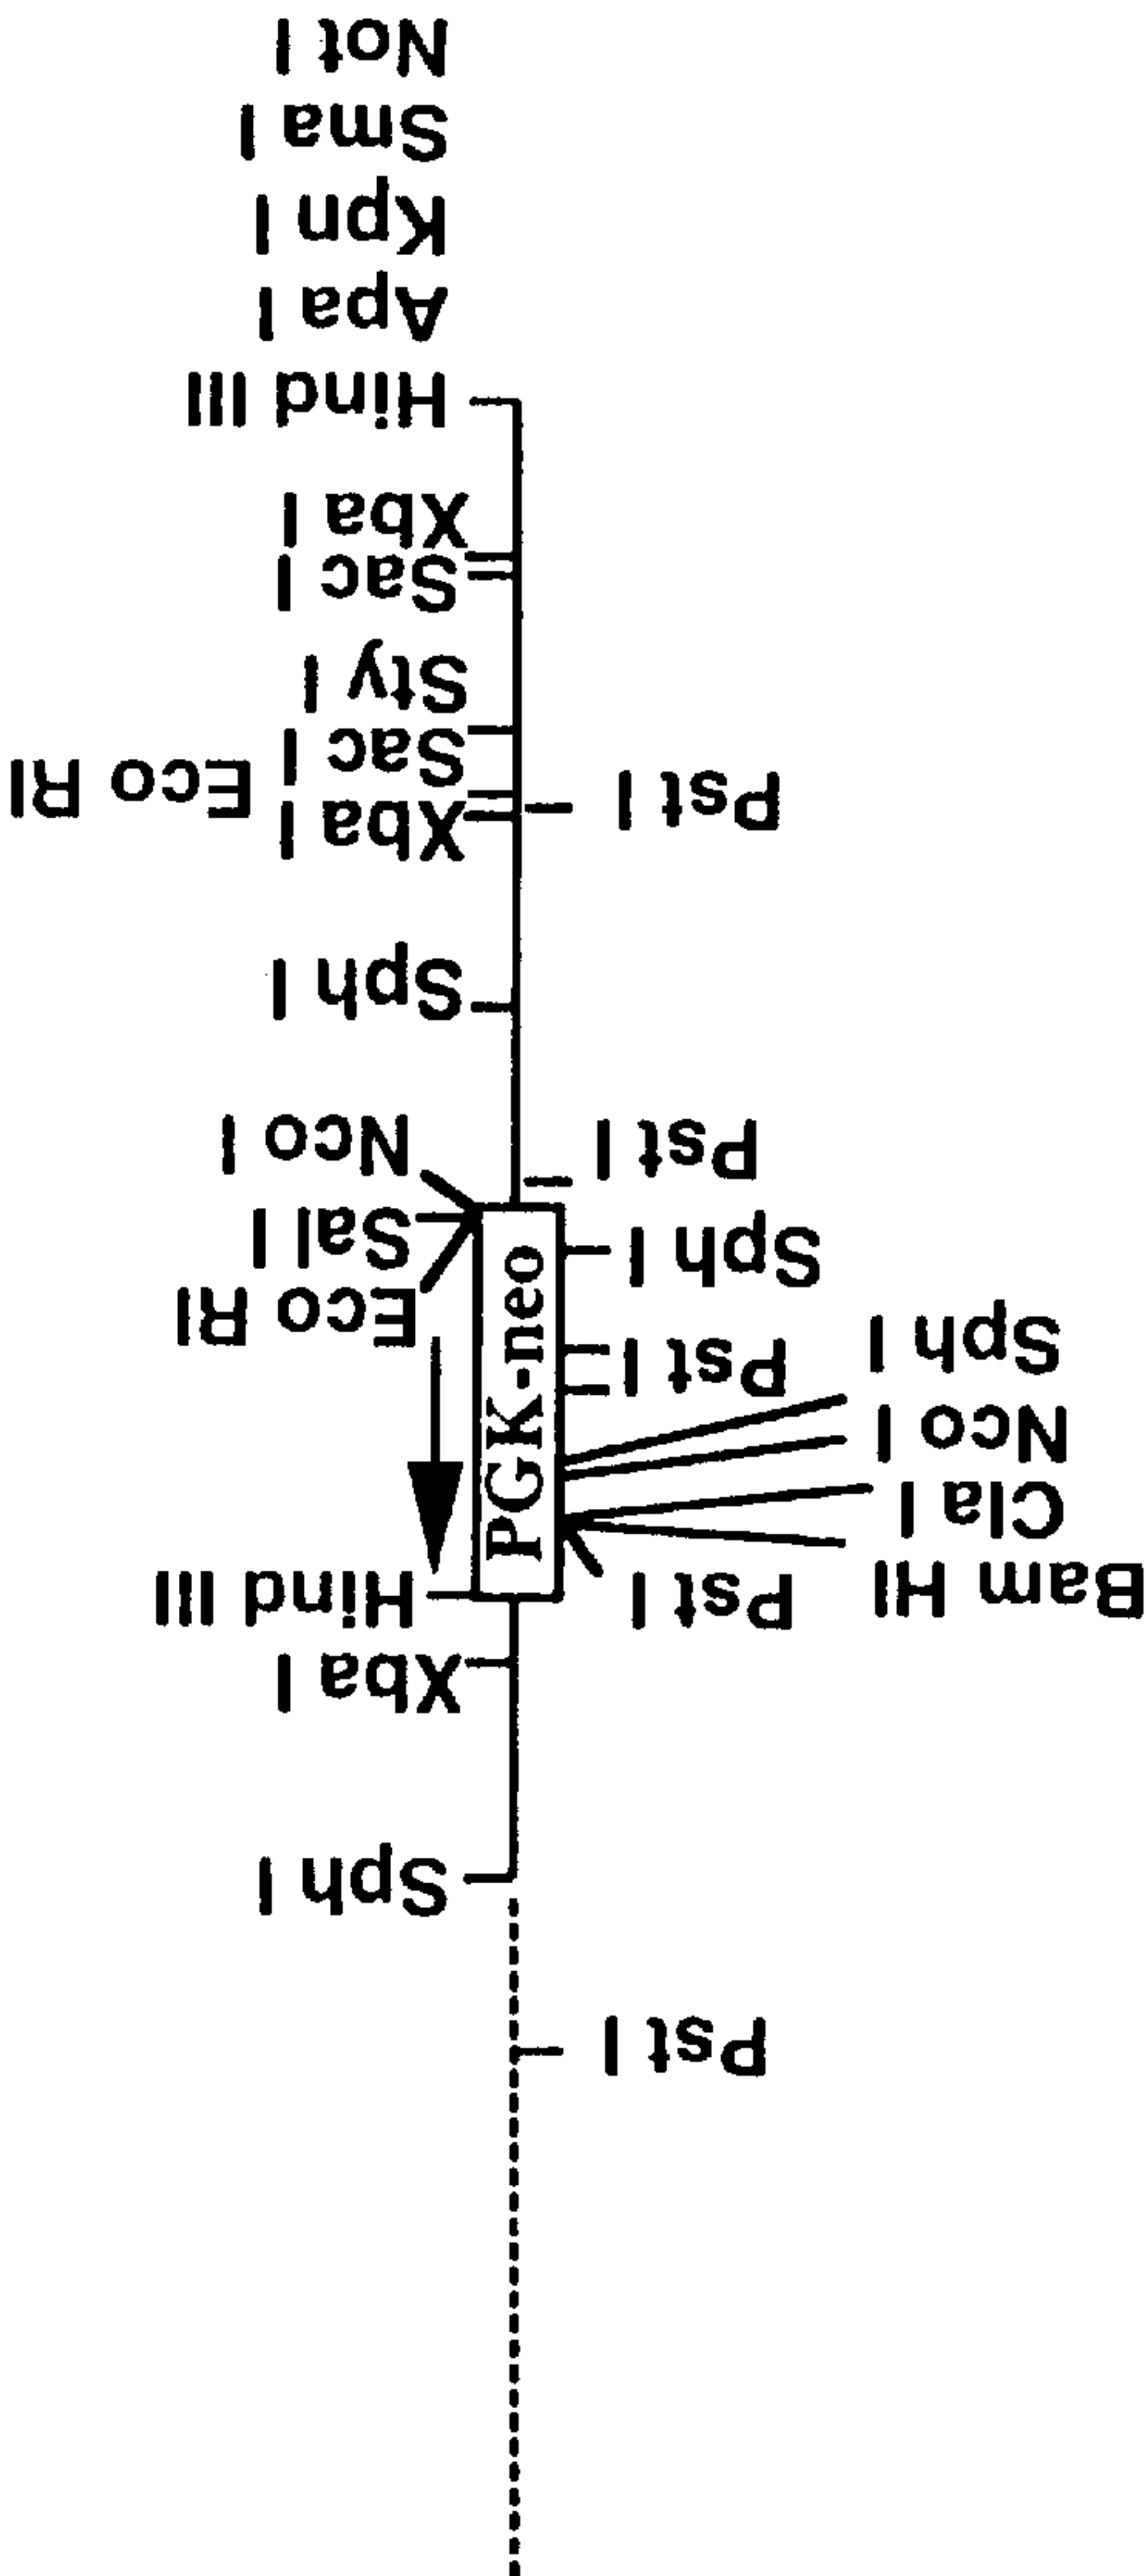 Not I
Sma I
Kpn I
Apa I
Hind III
Xba I
Sac I
Sty I
Sac I
Eco RI
Xba I
Pst I
Sph I
Nco I
Pst I
Sal I
Sph I
Eco RI
PGK-neo
Pst I
Sph I
Nco I
Cla I
Bam HI
Pst I
Hind III
Xba I
Sph I
Pst I